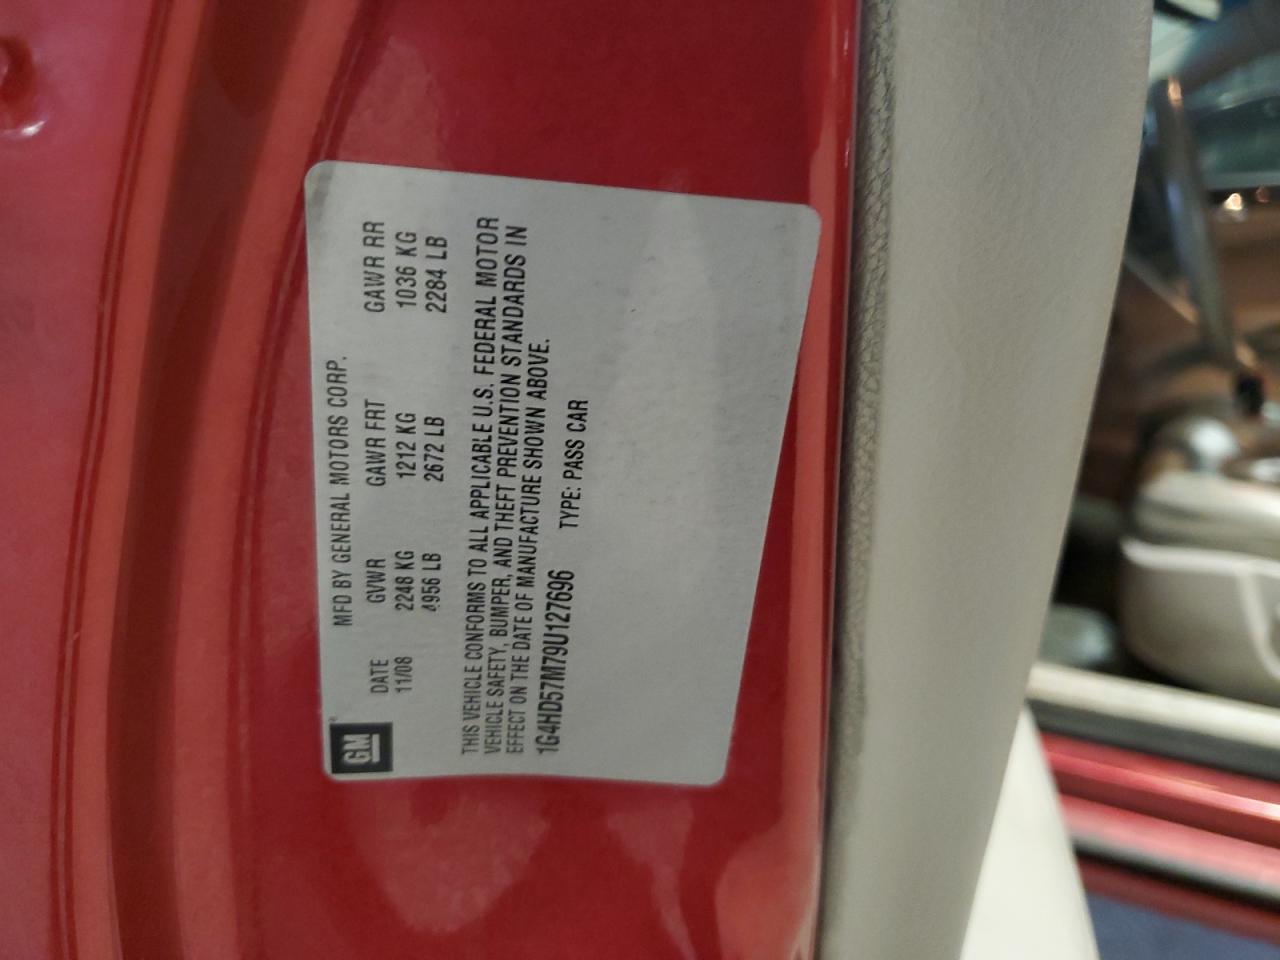 GM
MFD BY GENERAL MOTORS CORP.
DATE GVWR GAWR FRT GAWR RR
11/08 2248 KG 1212 KG 1036 KG
4956 LB 2672 LB 2284 LB
THIS VEHICLE CONFORMS TO ALL APPLICABLE U.S. FEDERAL MOTOR
VEHICLE SAFETY, BUMPER, AND THEFT PREVENTION STANDARDS IN
EFFECT ON THE DATE OF MANUFACTURE SHOWN ABOVE.
1G4HD57M79U127696 TYPE: PASS CAR